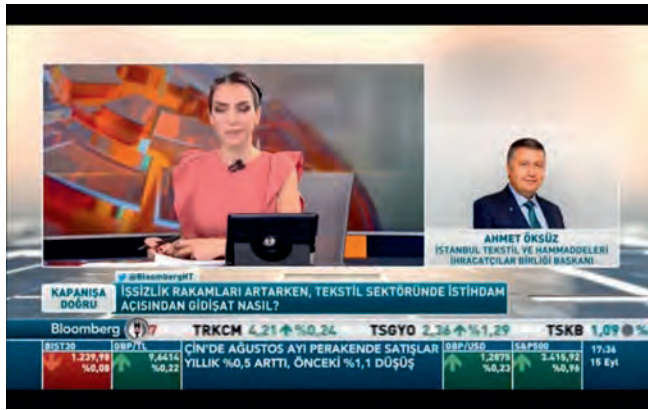 AHMET ÖKSÜZ
İSTANBUL TEKSTİL VE HAMMADDELERİ
İHRACATÇILAR BİRLİĞİ BAŞKANI
@BloombergHT
KAPANIŞA
DOĞRU
İŞSİZLİK RAKAMLARI ARTARKEN, TEKSTİL SEKTÖRÜNDE İSTİHDAM
AÇISINDAN GİDİŞAT NASIL?
Bloomberg HT
TRKCM 4,21 %0,24 TSGYO 2,36 %1,29 TSKB 1,09 %
BIST30 1.239,98 %0,08
GBP/TL 9,6414 %0,22
ÇİN'DE AĞUSTOS AYI PERAKENDE SATIŞLAR
YILLIK %0,5 ARTTI, ÖNCEKİ %1,1 DÜŞÜŞ
GBP/USD 1,2875 %0,23
S&P500 3.415,92 %0,96
17:36
15 Eyl